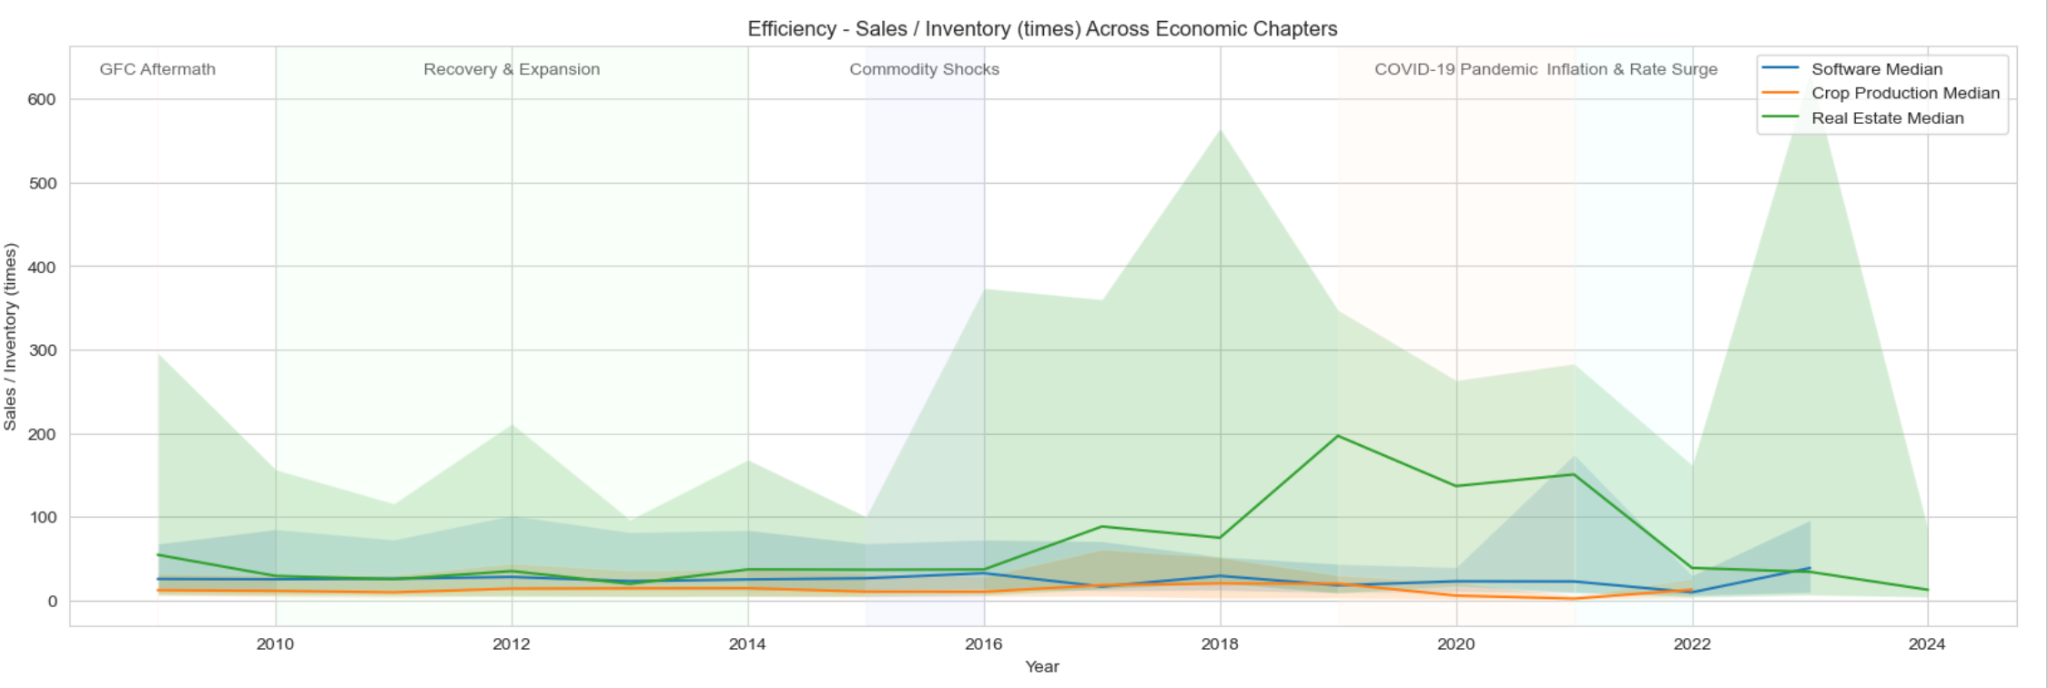 Efficiency - Sales / Inventory (times) Across Economic Chapters
GFC Aftermath
Recovery & Expansion
Commodity Shocks
COVID-19 Pandemic
Inflation & Rate Surge
Software Median
Crop Production Median
Real Estate Median
Sales / Inventory (times)
600
500
400
300
200
100
0
2010
2012
2014
2016
2018
2020
2022
2024
Year